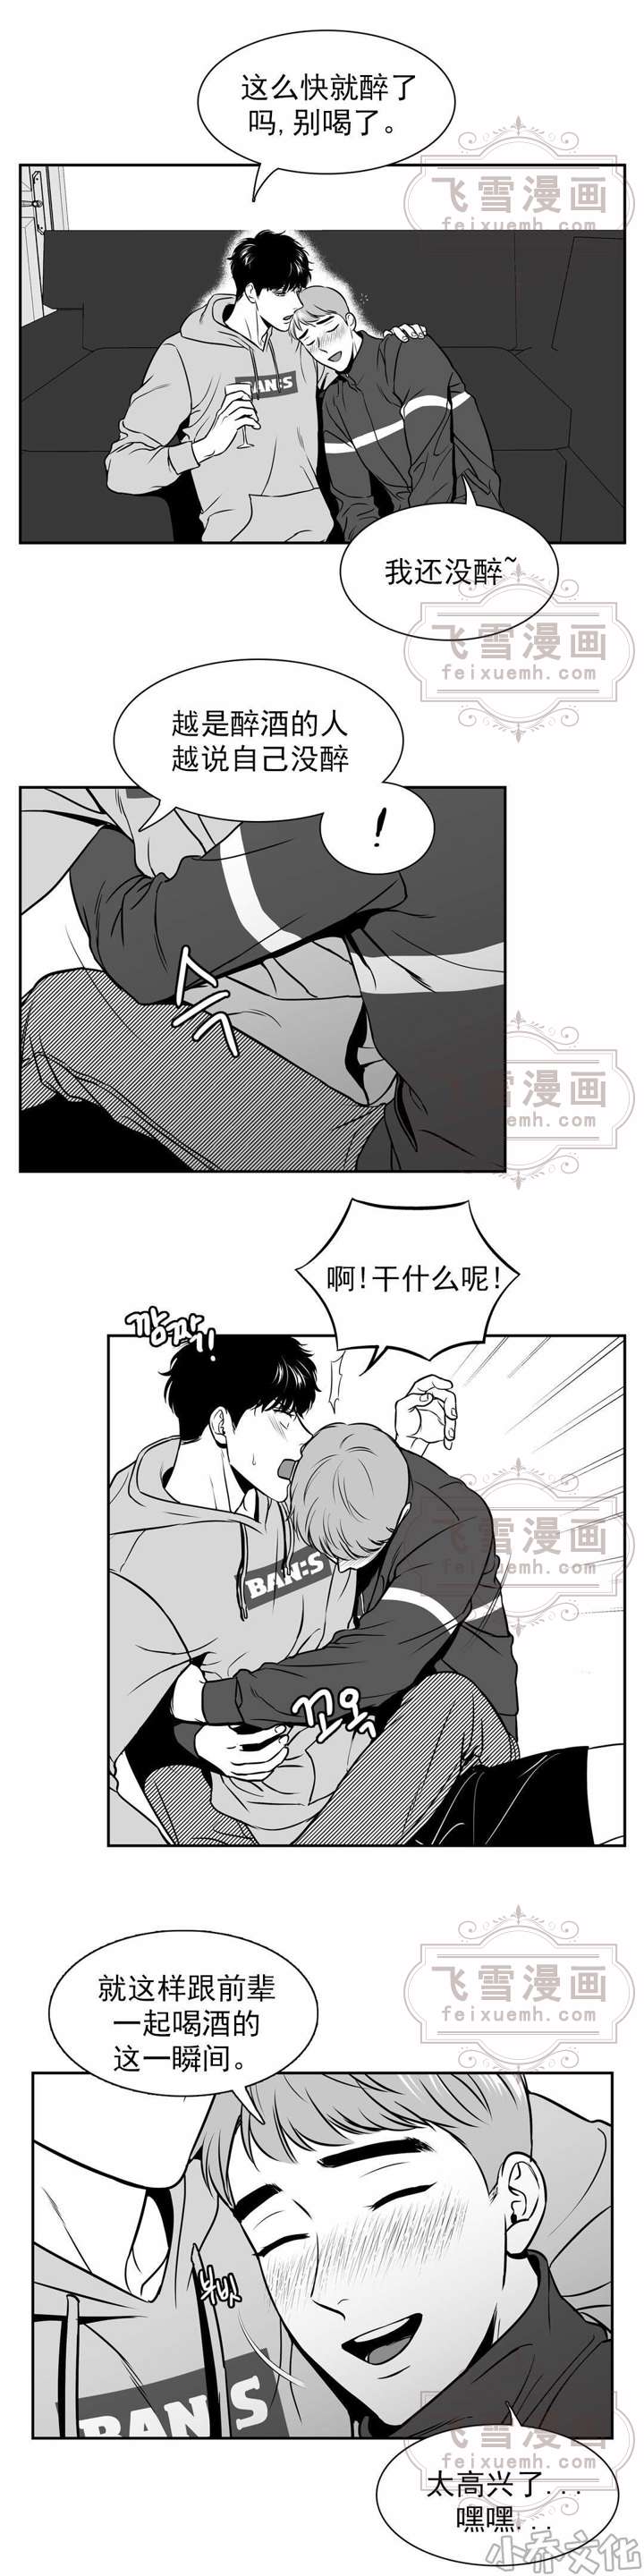 这么快就醉了
吗,别喝了。
飞雪漫画
feixuemh.com
BAN:S
我还没醉~
飞雪漫画
feixuemh.com
越是醉酒的人
越说自己没醉
!
飞雪漫画
feixuemh.com
啊!干什么呢!
깜짝!
飞雪漫画
feixuemh.com
BAN:S
꼬옥
就这样跟前辈
一起喝酒的
这一瞬间。
飞雪漫画
feixuemh.com
부빗
BAN:S
飞雪漫画
feixuemh.com
太高兴了...
嘿嘿...
小乔文化